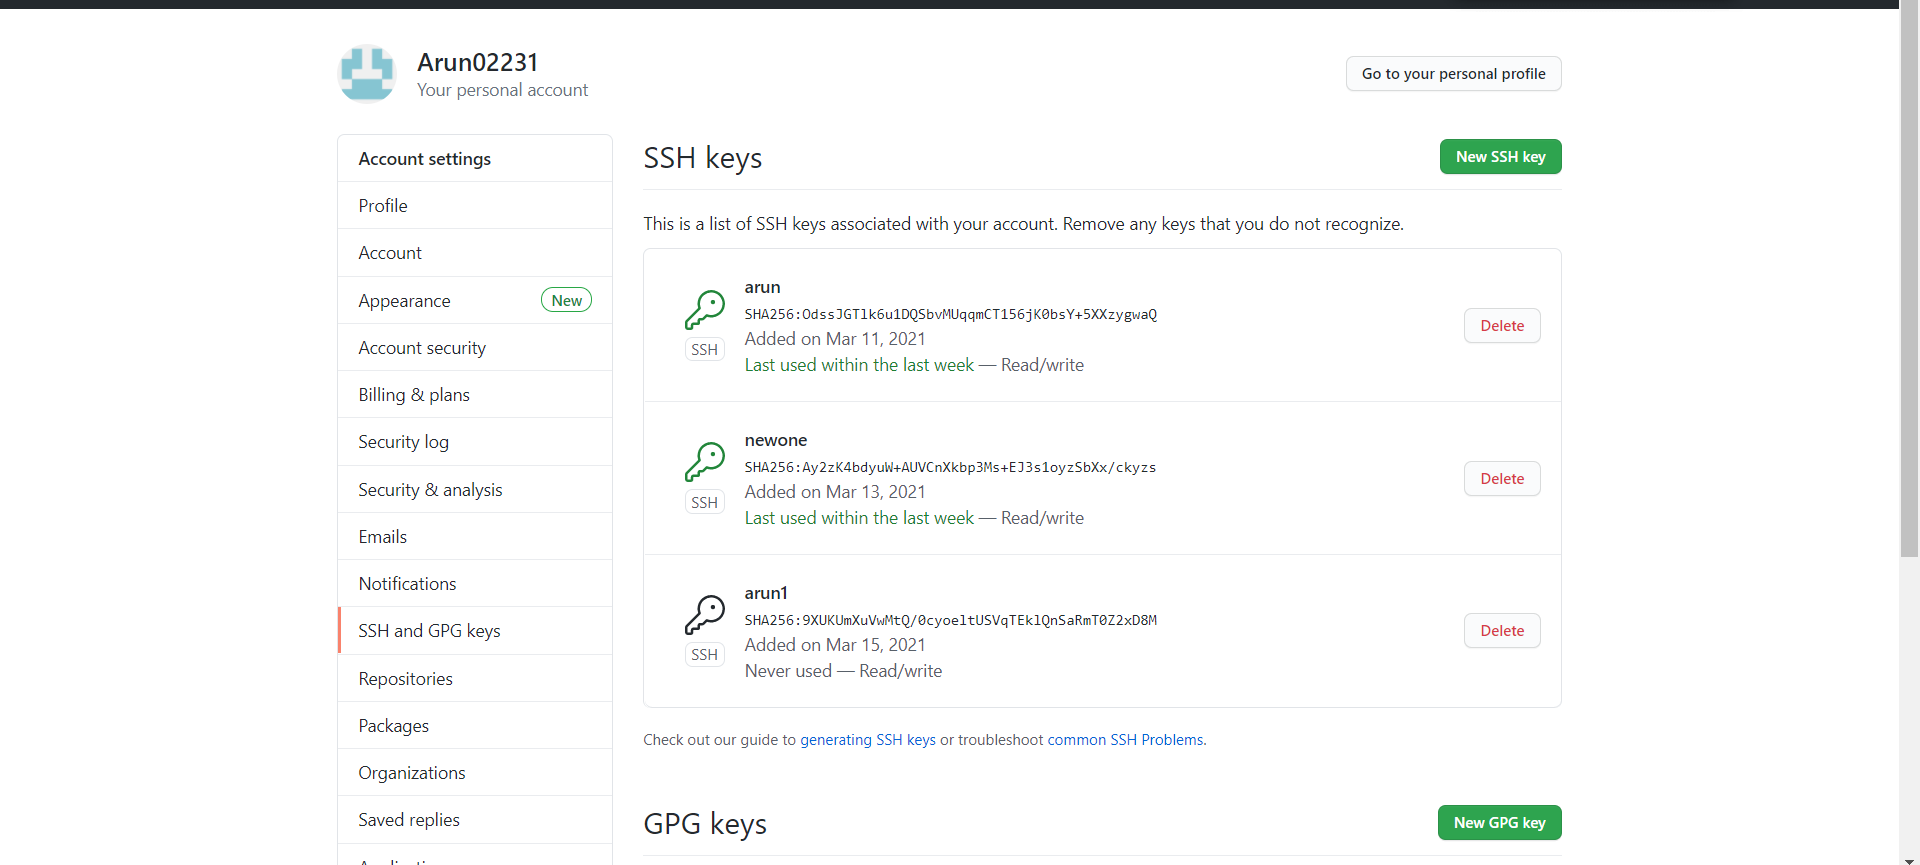 Arun02231
Your personal account
Go to your personal profile
Account settings
Profile
Account
Appearance
New
Account security
Billing & plans
Security log
Security & analysis
Emails
Notifications
SSH and GPG keys
Repositories
Packages
Organizations
Saved replies
SSH keys
New SSH key
This is a list of SSH keys associated with your account. Remove any keys that you do not recognize.
arun
SHA256:OdssJGTlk6u1DQSbvMUqqmCT156jK0bsY+5XXzygwaQ
Added on Mar 11, 2021
Last used within the last week — Read/write
SSH
Delete
newone
SHA256:Ay2zK4bdyuW+AUVCnXkbp3Ms+EJ3s1oyzSbXx/ckyzs
Added on Mar 13, 2021
Last used within the last week — Read/write
SSH
Delete
arun1
SHA256:9XUKUmXuVwMtQ/0cyoeltUSVqTEklQnSaRmT0Z2xD8M
Added on Mar 15, 2021
Never used — Read/write
SSH
Delete
Check out our guide to generating SSH keys or troubleshoot common SSH Problems.
GPG keys
New GPG key